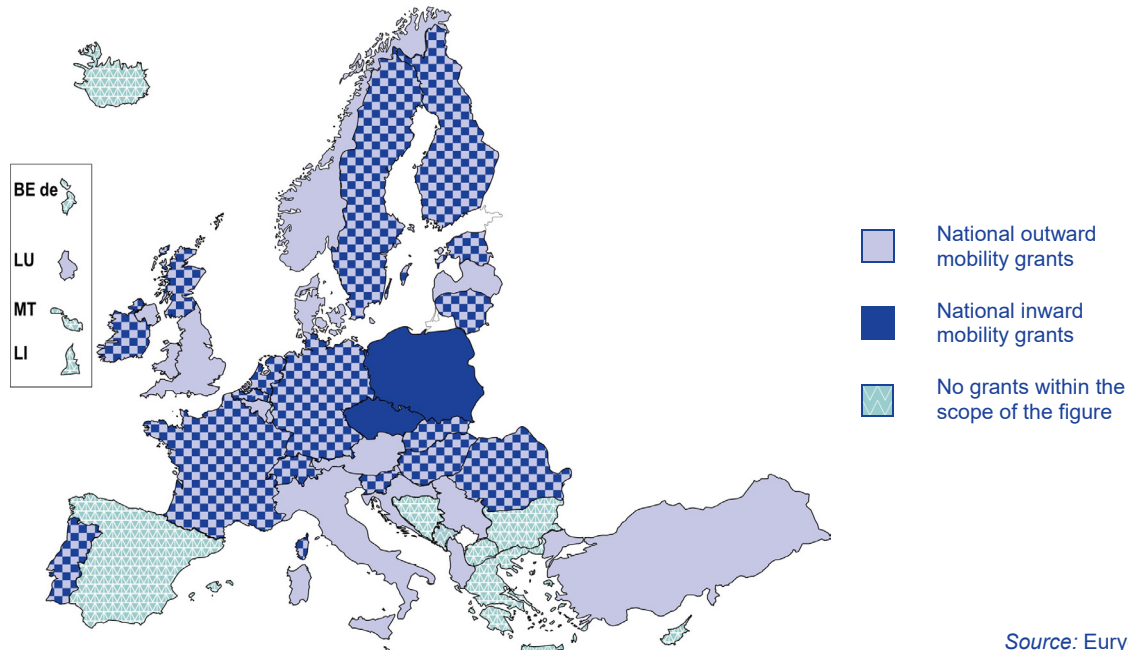 BE de
LU
MT
LI
National outward
mobility grants
National inward
mobility grants
No grants within the
scope of the figure
Source: Eury